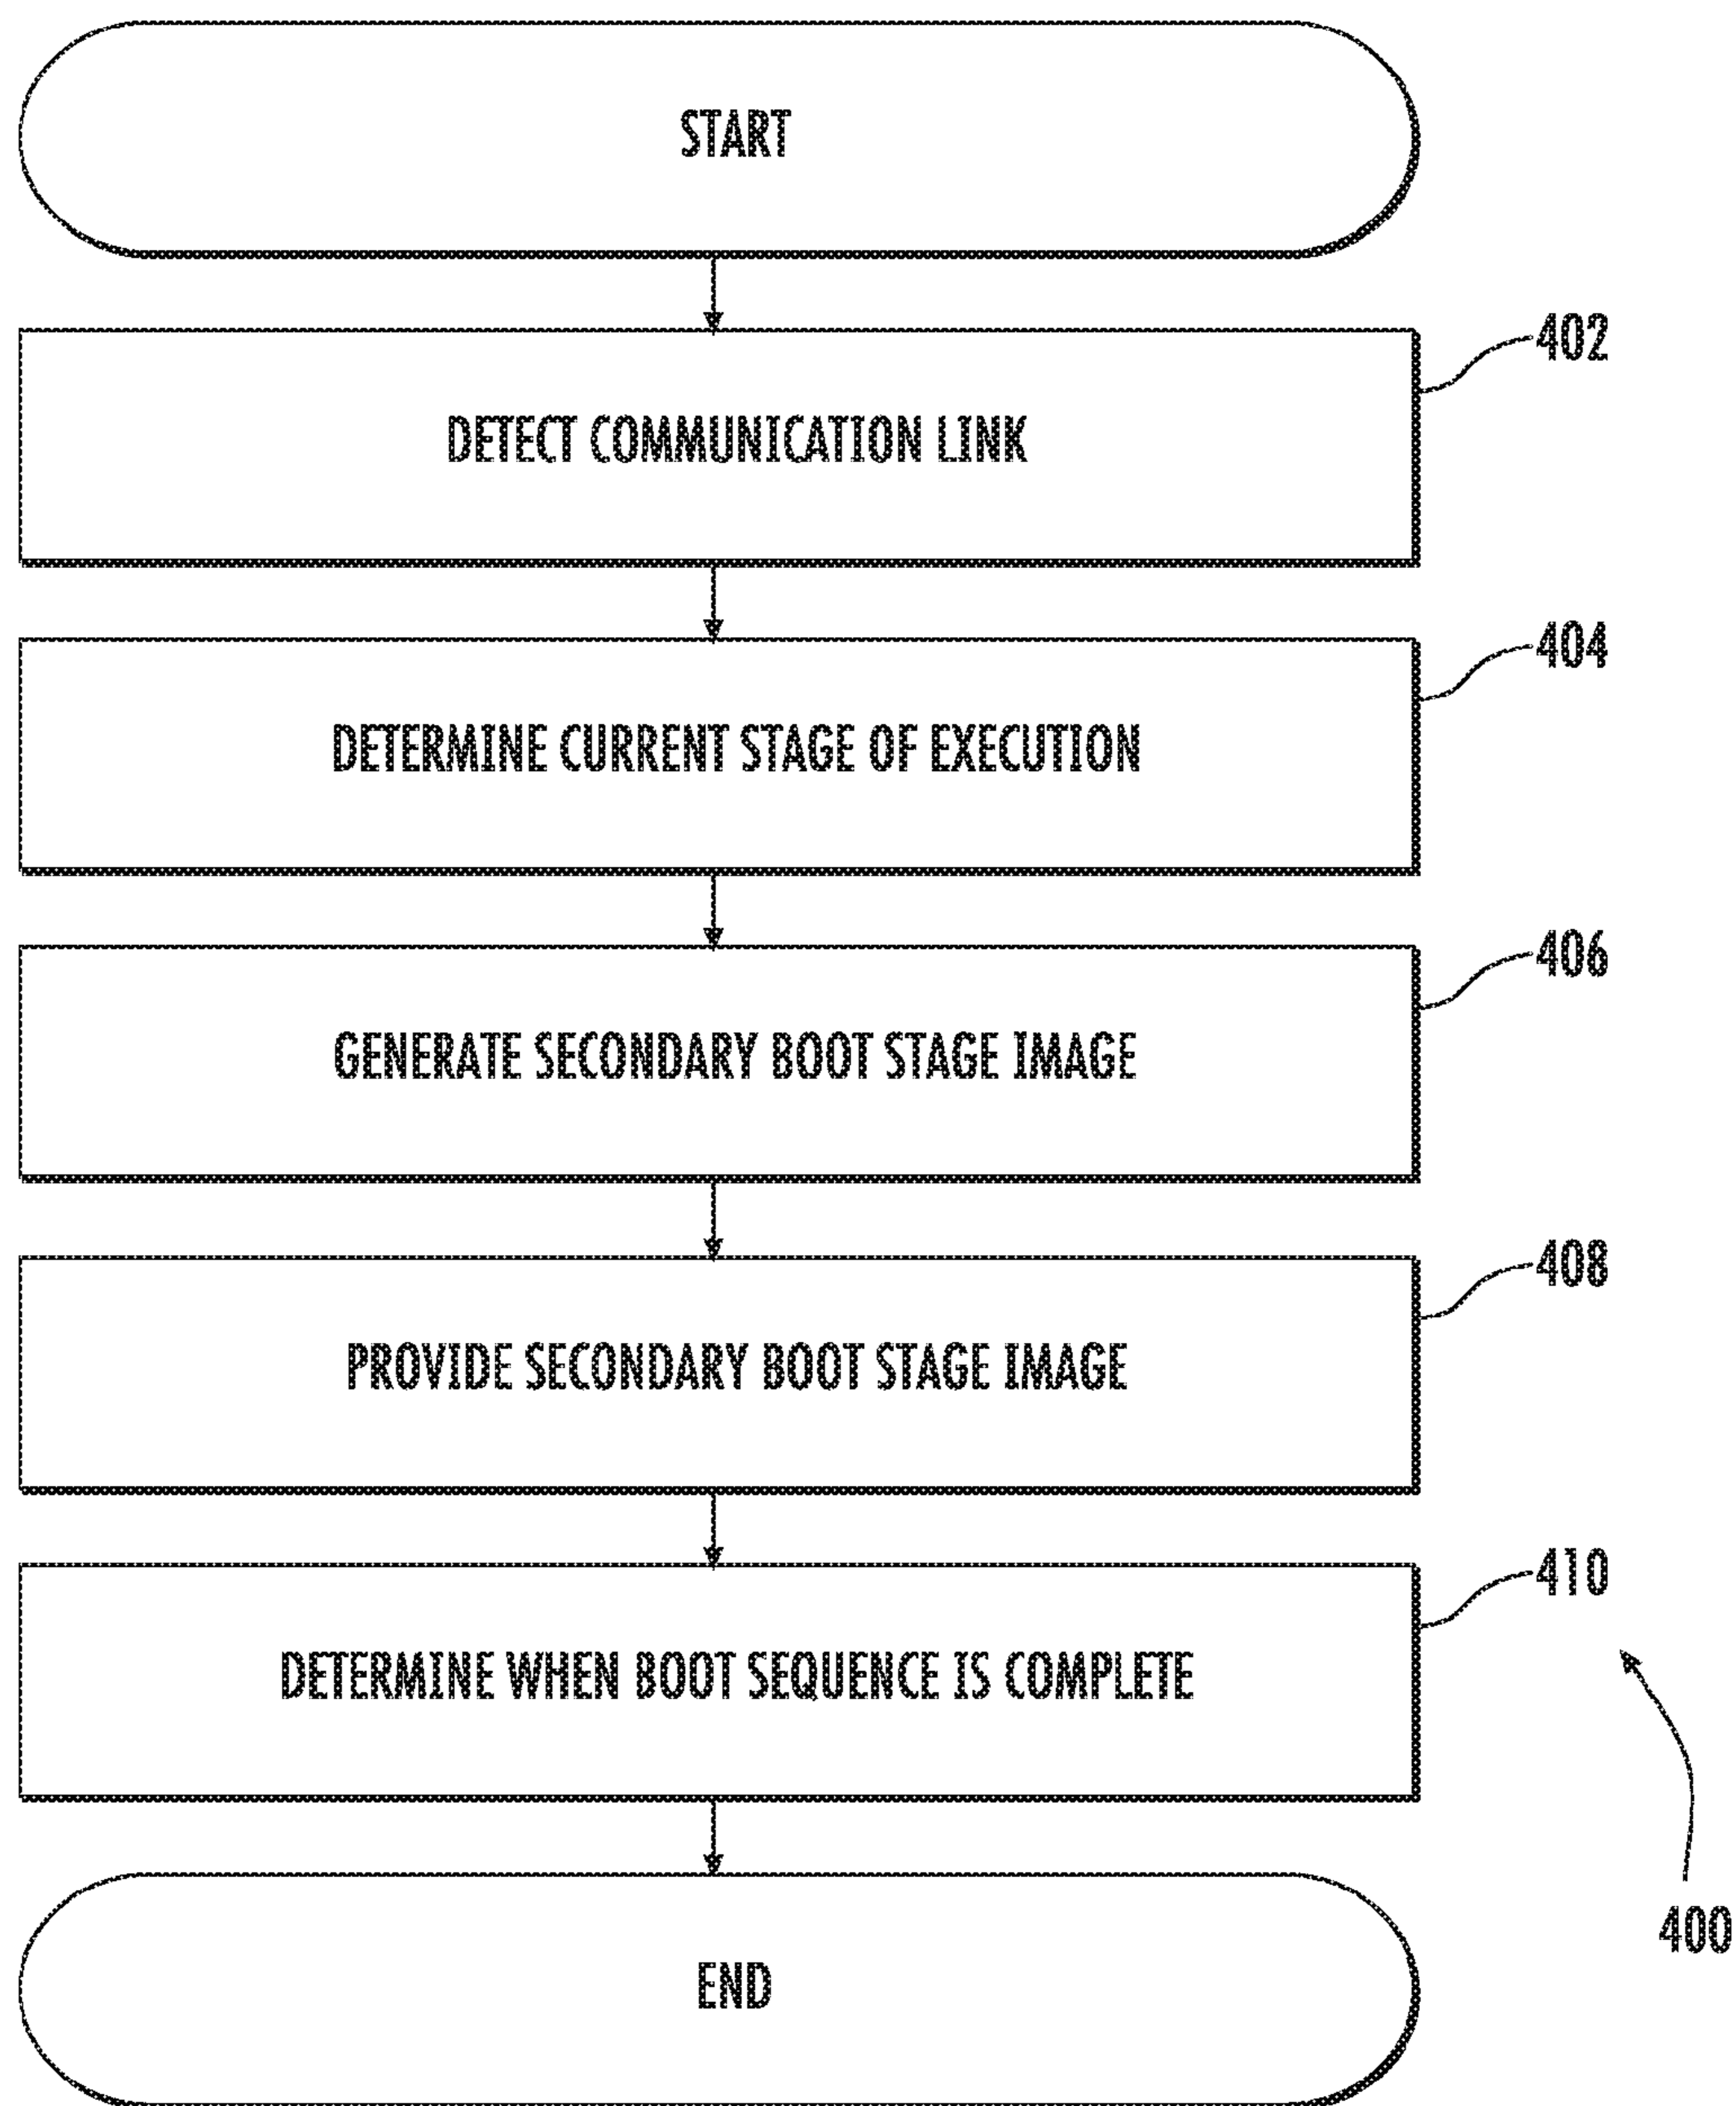 START
402
DETECT COMMUNICATION LINK
404
DETERMINE CURRENT STAGE OF EXECUTION
406
GENERATE SECONDARY BOOT STAGE IMAGE
408
PROVIDE SECONDARY BOOT STAGE IMAGE
410
DETERMINE WHEN BOOT SEQUENCE IS COMPLETE
400
END